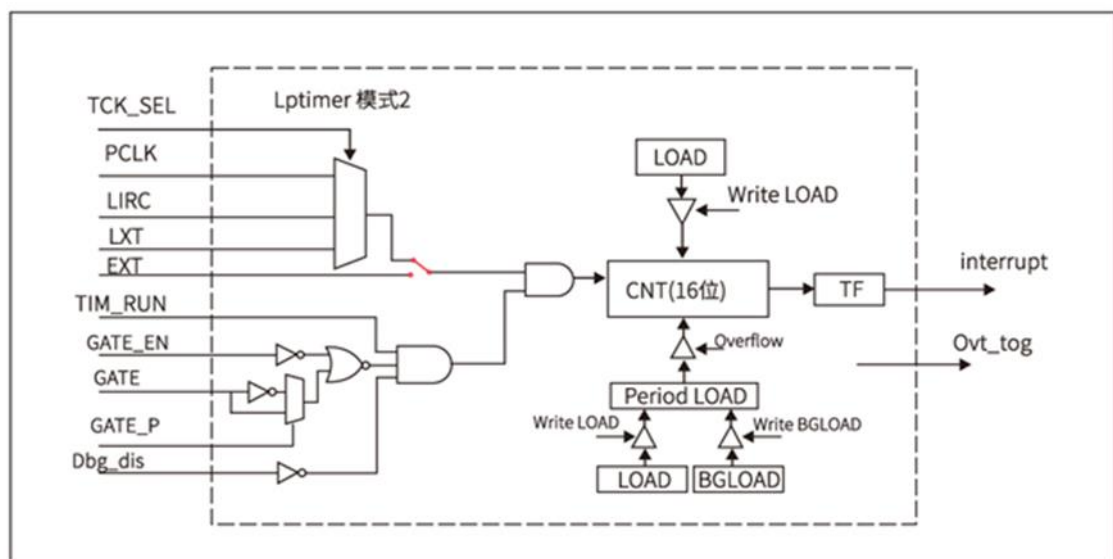 Lptimer 模式2
TCK_SEL
PCLK
LIRC
LXT
EXT
TIM_RUN
GATE_EN
GATE
GATE_P
Dbg_dis
LOAD
Write LOAD
CNT(16位)
TF
interrupt
Overflow
Ovt_tog
Period LOAD
Write LOAD
Write BGLOAD
LOAD
BGLOAD